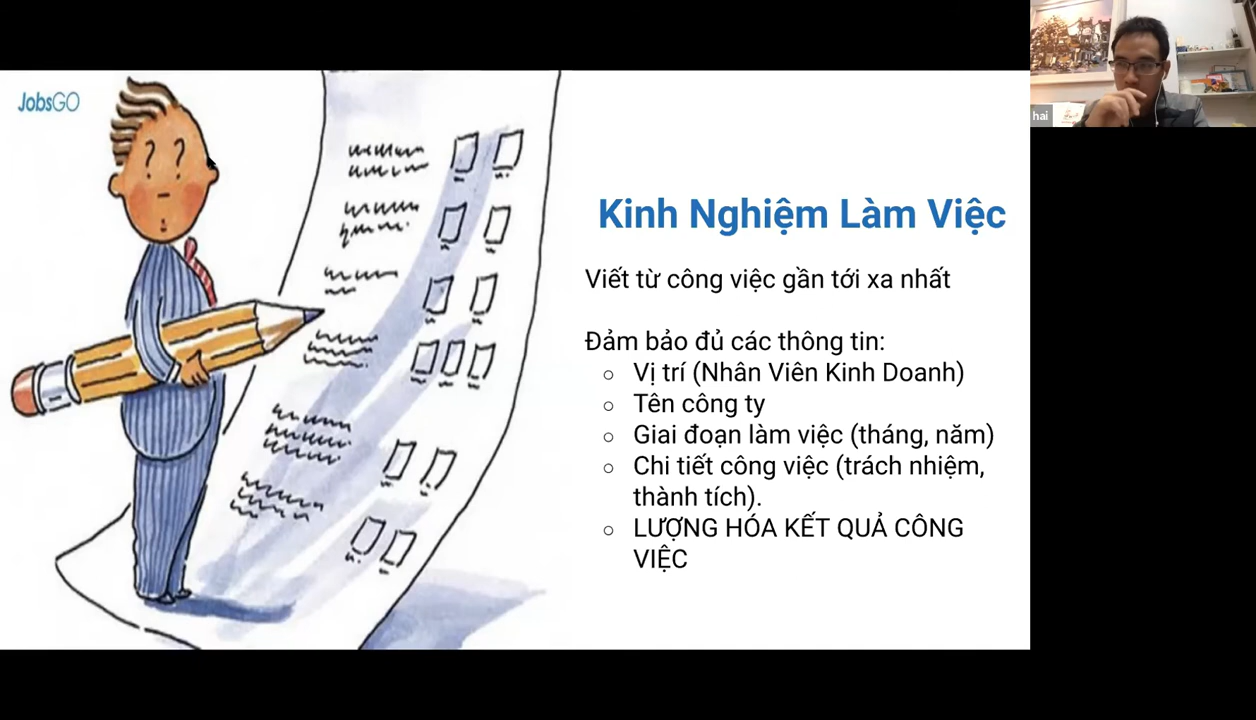 JobsGO
hai
Kinh Nghiệm Làm Việc
Viết từ công việc gần tới xa nhất
Đảm bảo đủ các thông tin:
○ Vị trí (Nhân Viên Kinh Doanh)
○ Tên công ty
○ Giai đoạn làm việc (tháng, năm)
○ Chi tiết công việc (trách nhiệm,
thành tích).
○ LƯỢNG HÓA KẾT QUẢ CÔNG
VIỆC